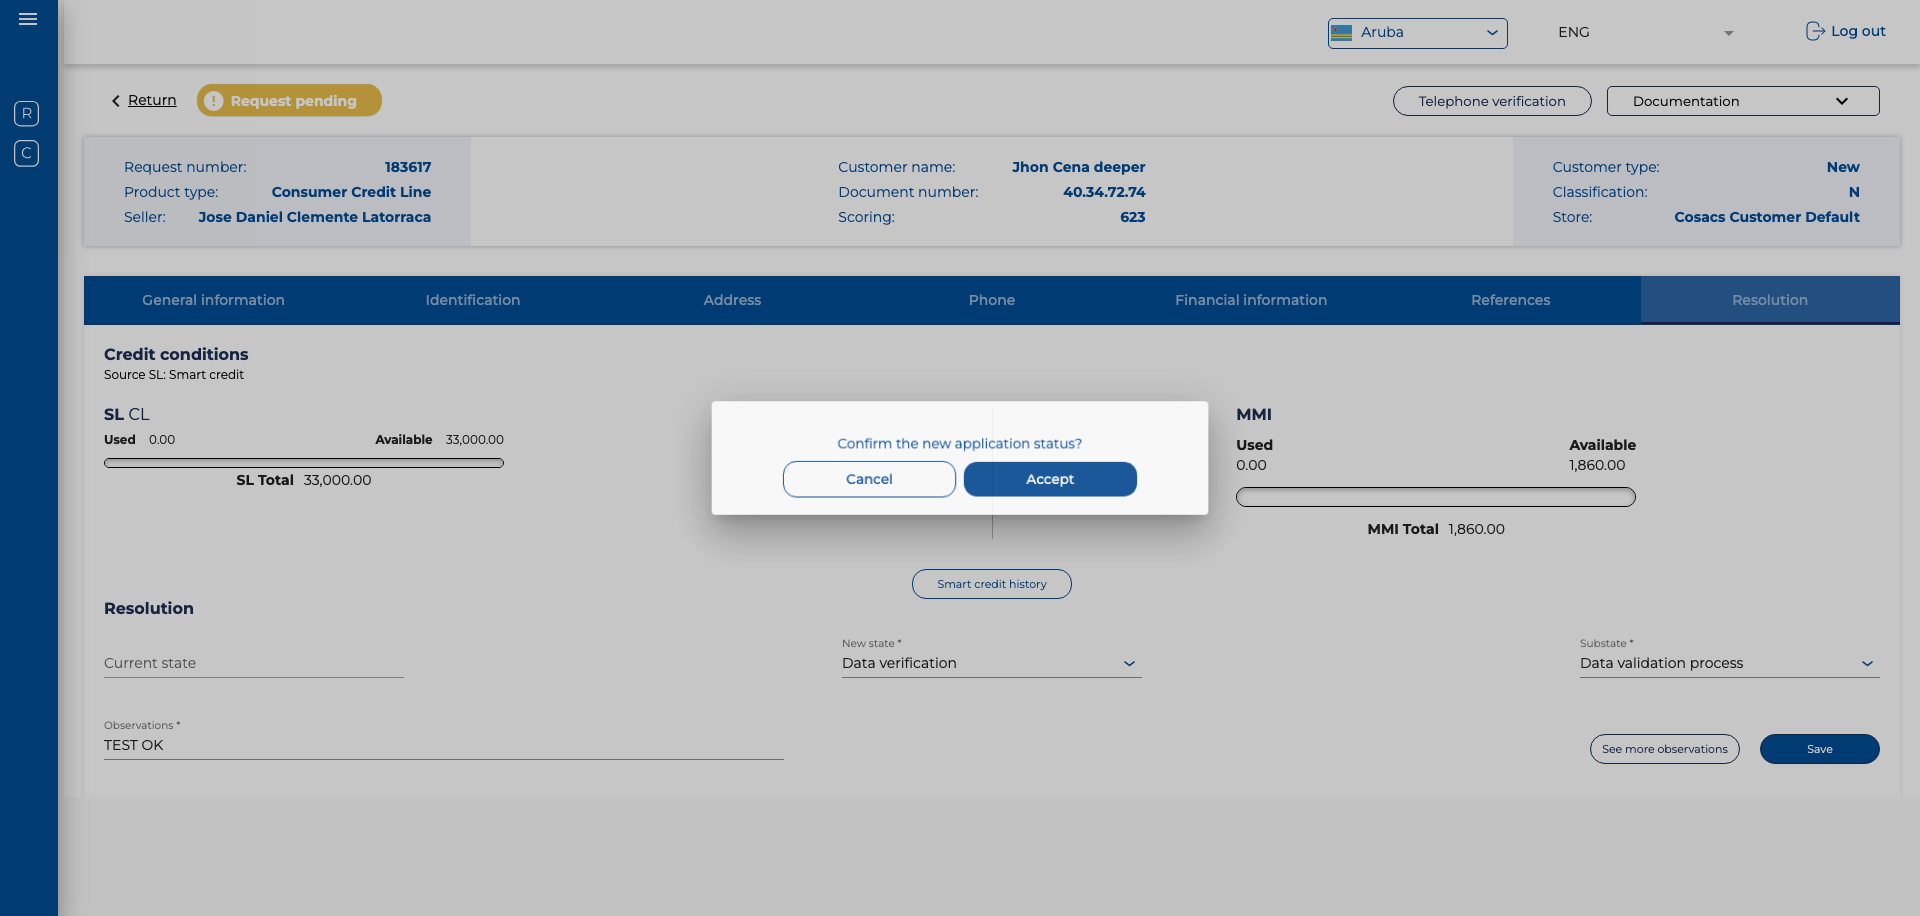 Aruba
ENG
Log out
R
C
Return
! Request pending
Telephone verification
Documentation
Request number: 183617
Product type: Consumer Credit Line
Seller: Jose Daniel Clemente Latorraca
Customer name: Jhon Cena deeper
Document number: 40.34.72.74
Scoring: 623
Customer type: New
Classification: N
Store: Cosacs Customer Default
General information
Identification
Address
Phone
Financial information
References
Resolution
Credit conditions
Source SL: Smart credit
SL CL
Used 0.00 Available 33,000.00
SL Total 33,000.00
MMI
Used Available
0.00 1,860.00
MMI Total 1,860.00
Confirm the new application status?
Cancel
Accept
Smart credit history
Resolution
Current state
New state *
Data verification
Substate *
Data validation process
Observations *
TEST OK
See more observations
Save